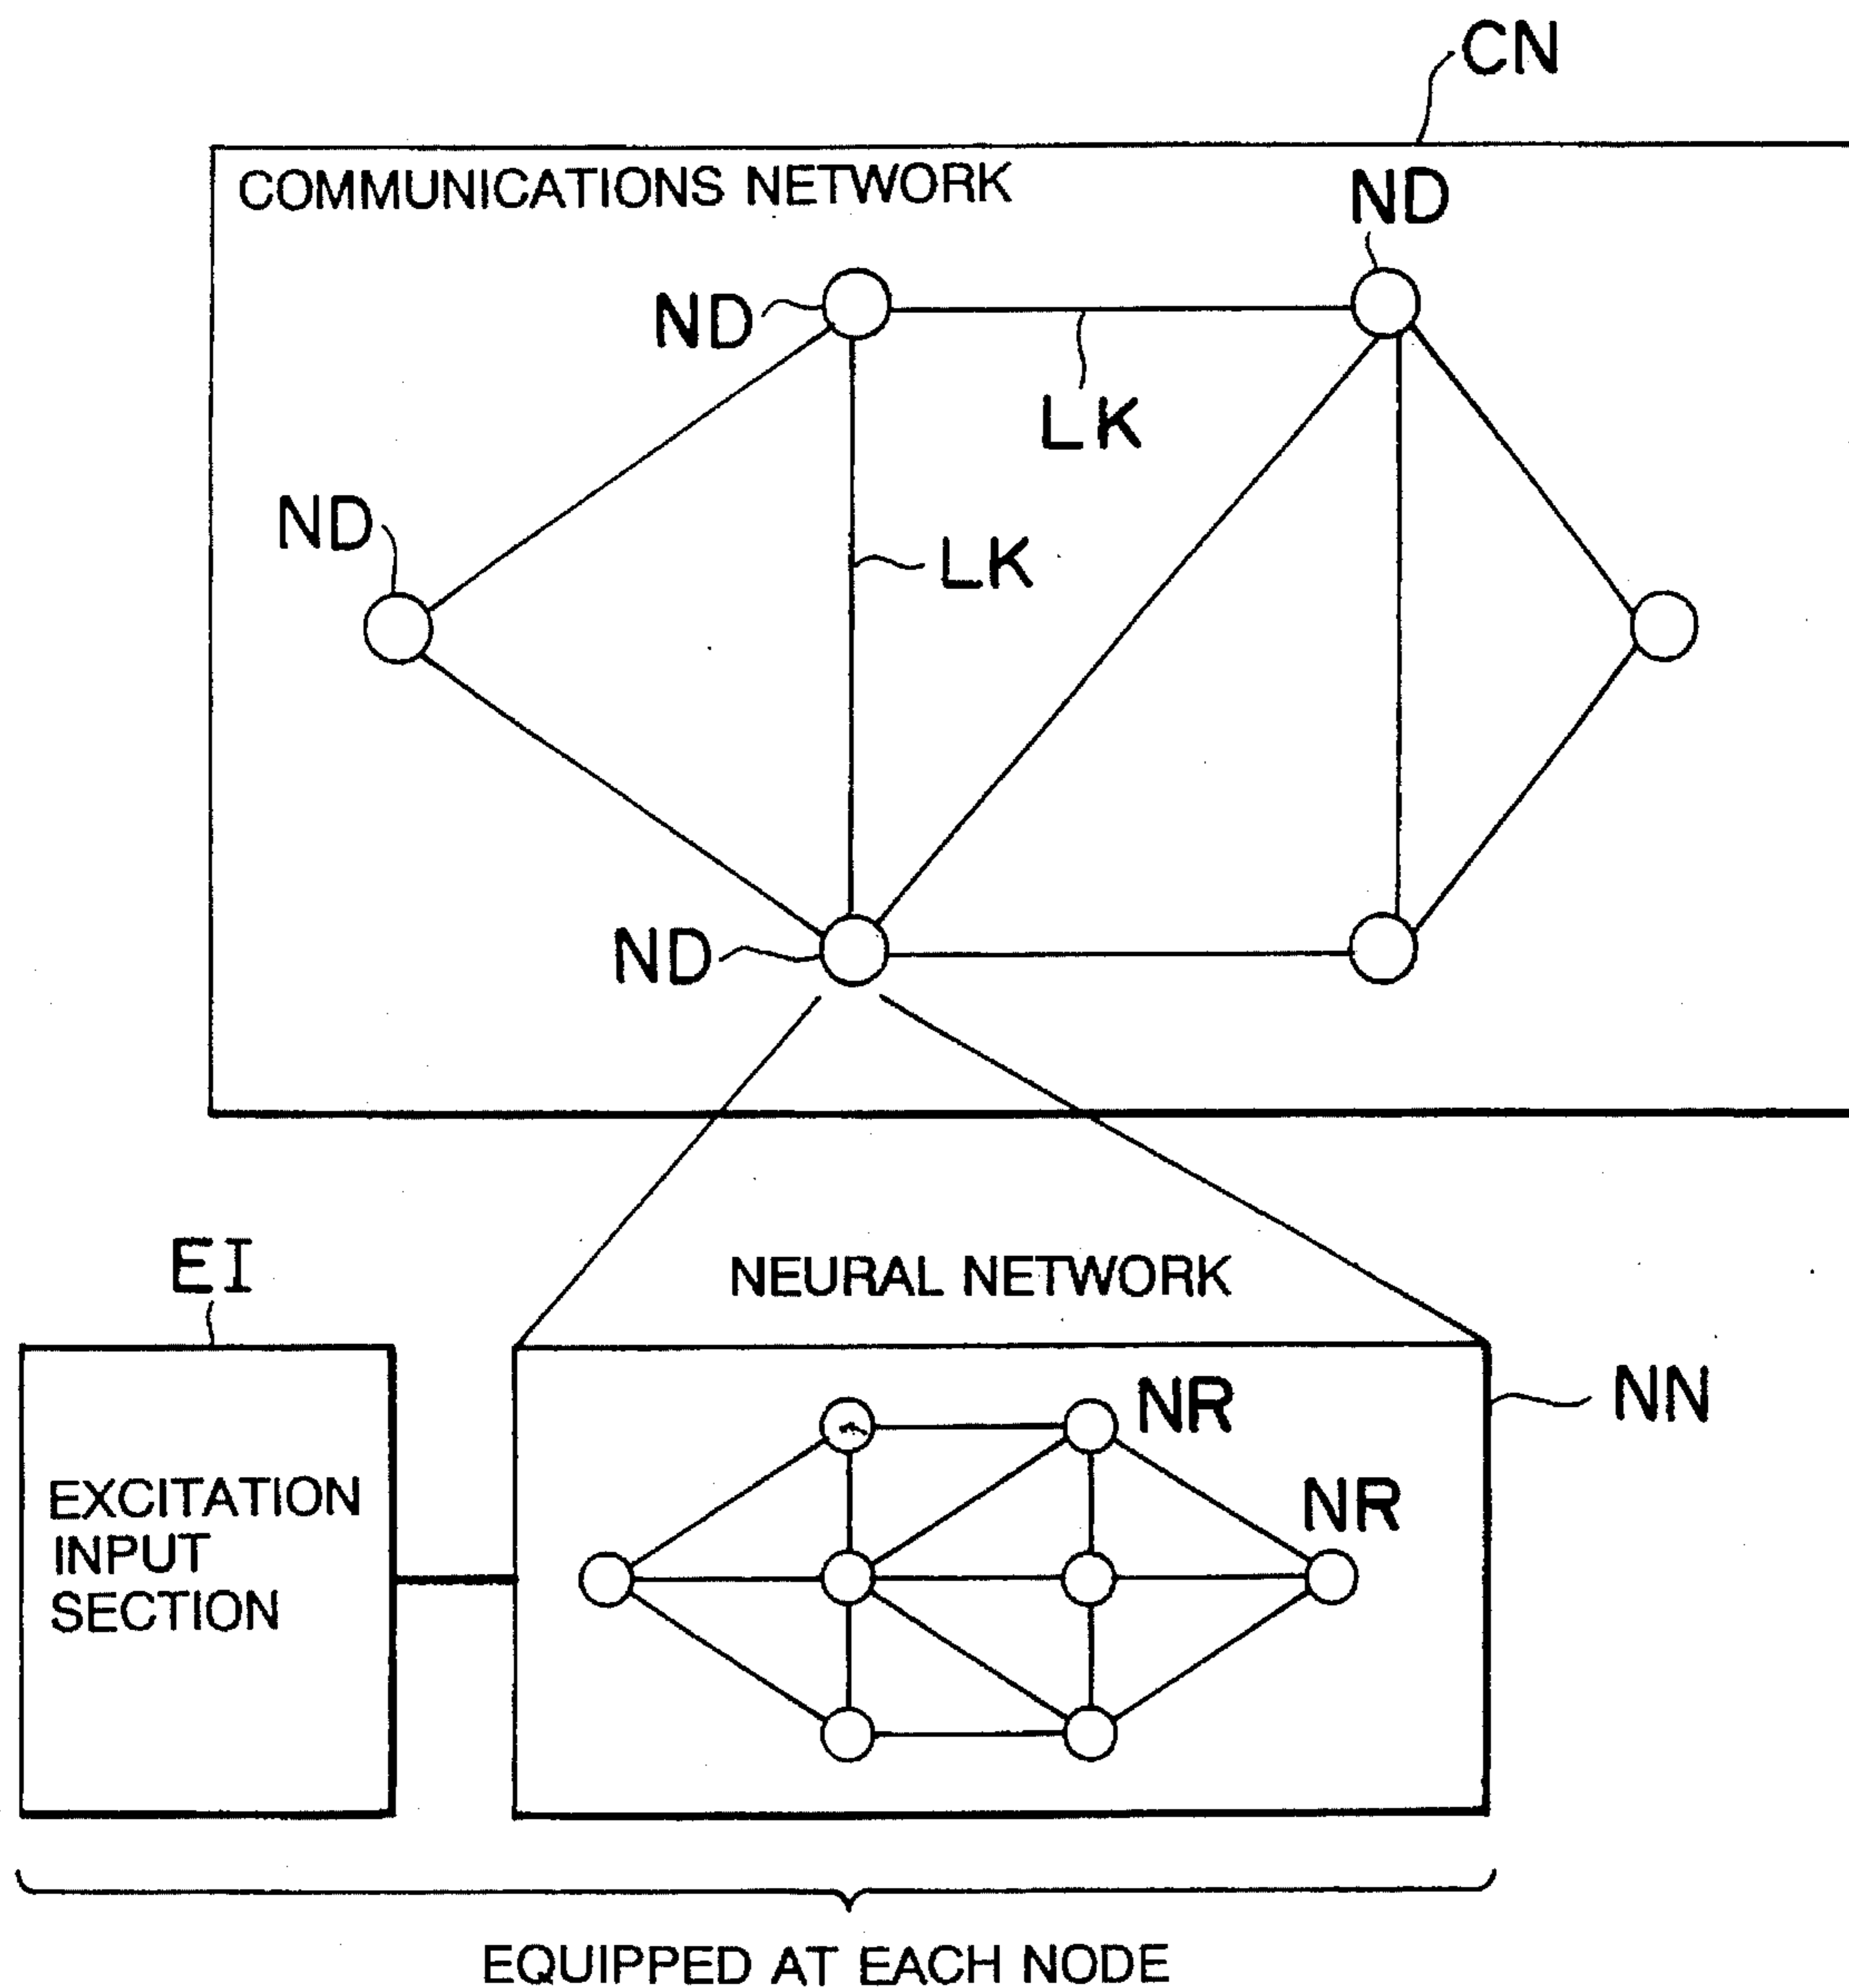 CN
COMMUNICATIONS NETWORK
ND
ND
LK
ND
LK
ND
EI
NEURAL NETWORK
NN
NR
NR
EXCITATION
INPUT
SECTION
EQUIPPED AT EACH NODE